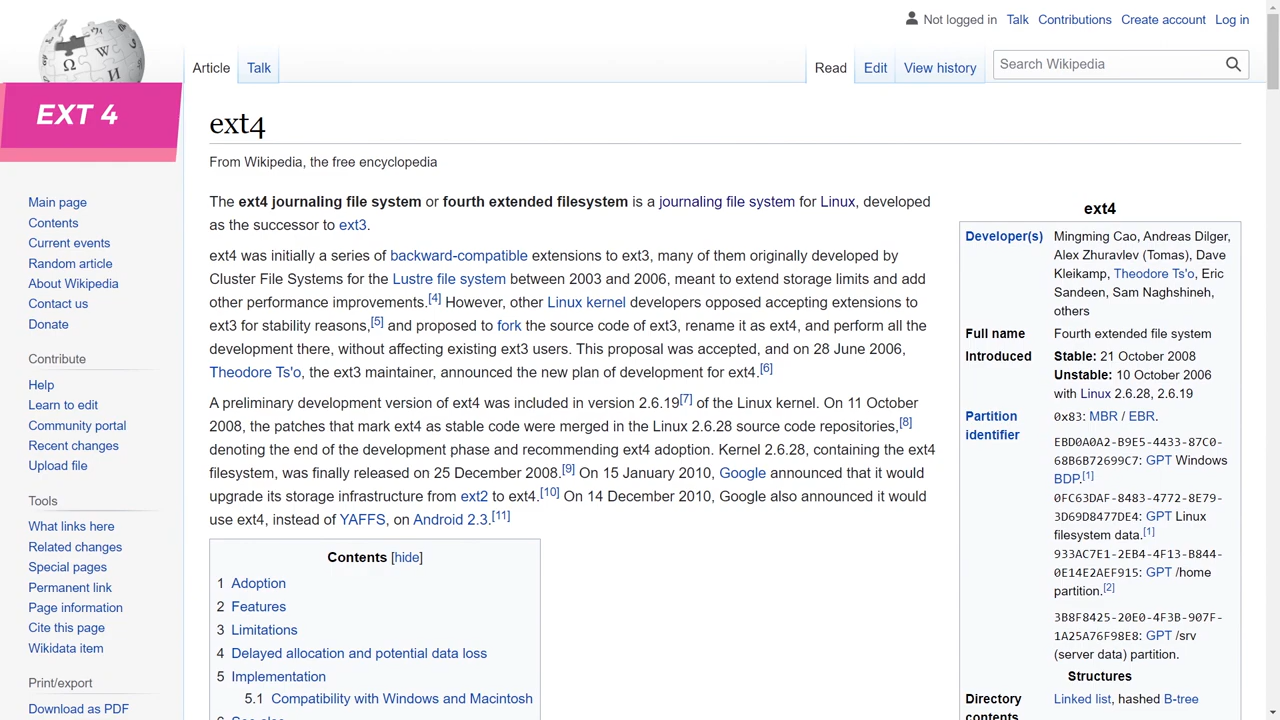 Not logged in Talk Contributions Create account Log in
Article Talk Read Edit View history Search Wikipedia
EXT 4
Main page
Contents
Current events
Random article
About Wikipedia
Contact us
Donate
Contribute
Help
Learn to edit
Community portal
Recent changes
Upload file
Tools
What links here
Related changes
Special pages
Permanent link
Page information
Cite this page
Wikidata item
Print/export
Download as PDF
ext4
From Wikipedia, the free encyclopedia
The ext4 journaling file system or fourth extended filesystem is a journaling file system for Linux, developed
as the successor to ext3.
ext4 was initially a series of backward-compatible extensions to ext3, many of them originally developed by
Cluster File Systems for the Lustre file system between 2003 and 2006, meant to extend storage limits and add
other performance improvements.[4] However, other Linux kernel developers opposed accepting extensions to
ext3 for stability reasons,[5] and proposed to fork the source code of ext3, rename it as ext4, and perform all the
development there, without affecting existing ext3 users. This proposal was accepted, and on 28 June 2006,
Theodore Ts'o, the ext3 maintainer, announced the new plan of development for ext4.[6]
A preliminary development version of ext4 was included in version 2.6.19[7] of the Linux kernel. On 11 October
2008, the patches that mark ext4 as stable code were merged in the Linux 2.6.28 source code repositories,[8]
denoting the end of the development phase and recommending ext4 adoption. Kernel 2.6.28, containing the ext4
filesystem, was finally released on 25 December 2008.[9] On 15 January 2010, Google announced that it would
upgrade its storage infrastructure from ext2 to ext4.[10] On 14 December 2010, Google also announced it would
use ext4, instead of YAFFS, on Android 2.3.[11]
Contents [hide]
1 Adoption
2 Features
3 Limitations
4 Delayed allocation and potential data loss
5 Implementation
5.1 Compatibility with Windows and Macintosh
6 See also
ext4
Developer(s) Mingming Cao, Andreas Dilger,
Alex Zhuravlev (Tomas), Dave
Kleikamp, Theodore Ts'o, Eric
Sandeen, Sam Naghshineh,
others
Full name Fourth extended file system
Introduced Stable: 21 October 2008
Unstable: 10 October 2006
with Linux 2.6.28, 2.6.19
Partition 0x83: MBR / EBR.
identifier
EBD0A0A2-B9E5-4433-87C0-
68B6B72699C7: GPT Windows
BDP.[1]
0FC63DAF-8483-4772-8E79-
3D69D8477DE4: GPT Linux
filesystem data.[1]
933AC7E1-2EB4-4F13-B844-
0E14E2AEF915: GPT /home
partition.[2]
3B8F8425-20E0-4F3B-907F-
1A25A76F98E8: GPT /srv
(server data) partition.
Structures
Directory Linked list, hashed B-tree
contents